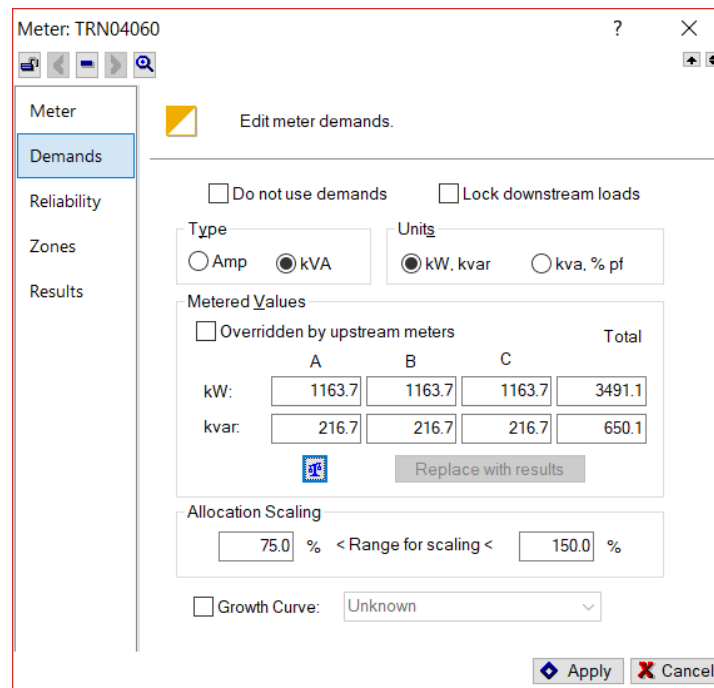 Meter: TRN04060 ?
Meter
Demands
Reliability
Zones
Results
Edit meter demands.
Do not use demands Lock downstream loads
Type Units
Amp kVA kW, kvar kva, % pf
Metered Values
Overridden by upstream meters Total
A B C
kW: 1163.7 1163.7 1163.7 3491.1
kvar: 216.7 216.7 216.7 650.1
Replace with results
Allocation Scaling
75.0 % < Range for scaling < 150.0 %
Growth Curve: Unknown
Apply Cancel